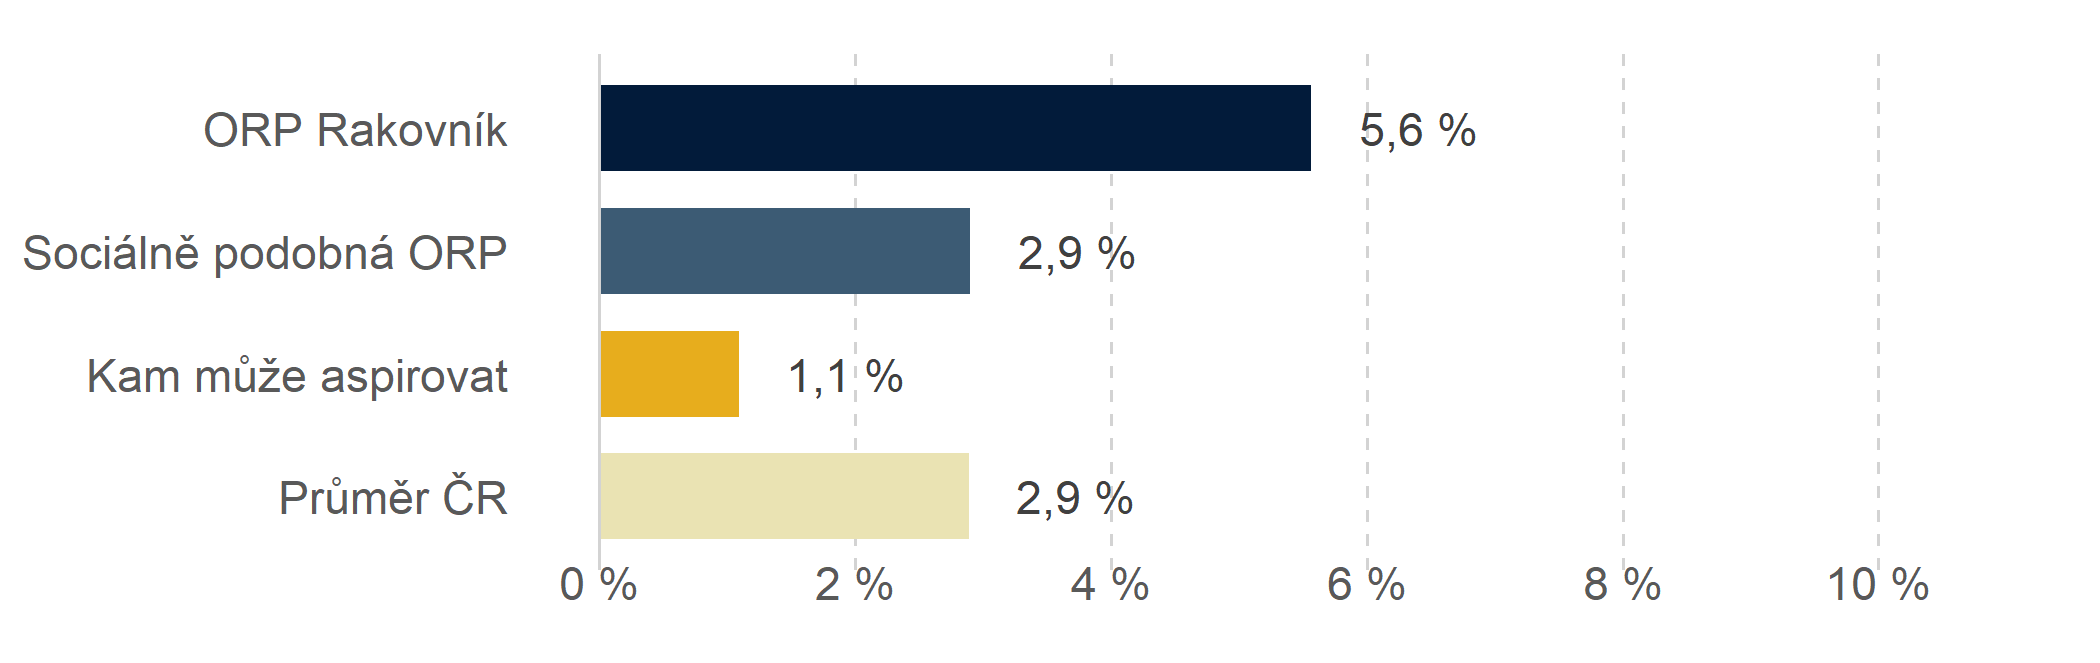 ORP Rakovník
5,6 %
Sociálně podobná ORP
2,9 %
Kam může aspirovat
1,1 %
Průměr ČR
2,9 %
0 %
2 %
4 %
6 %
8 %
10 %